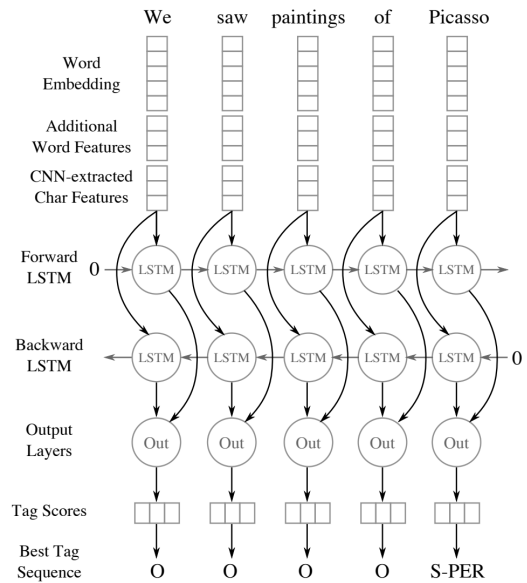 We saw paintings of Picasso
Word
Embedding
Additional
Word Features
CNN-extracted
Char Features
Forward
LSTM
0 LSTM LSTM LSTM LSTM LSTM
Backward
LSTM
LSTM LSTM LSTM LSTM LSTM 0
Output
Layers
Out Out Out Out Out
Tag Scores
Best Tag
Sequence
O O O O S-PER